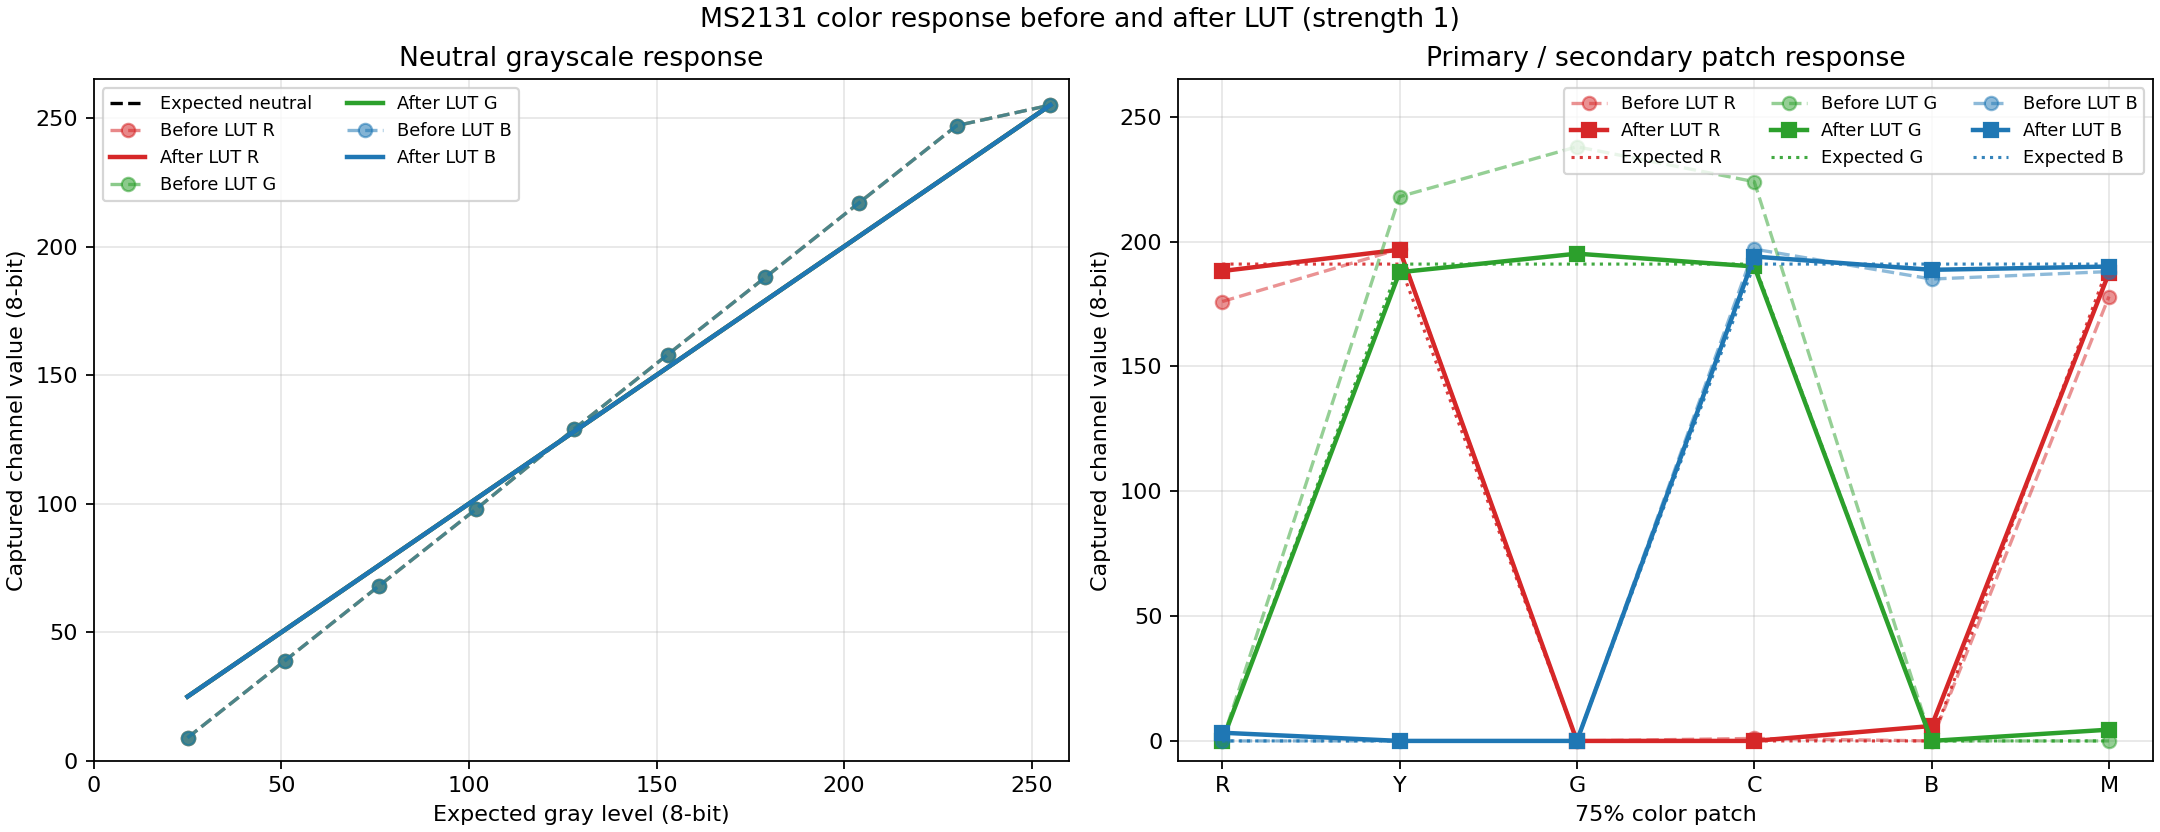 MS2131 color response before and after LUT (strength 1)
Neutral grayscale response
Expected neutral
Before LUT R
After LUT R
Before LUT G
After LUT G
Before LUT B
After LUT B
Captured channel value (8-bit)
250
200
150
100
50
0
0 50 100 150 200 250
Expected gray level (8-bit)
Primary / secondary patch response
Before LUT R
After LUT R
Expected R
Before LUT G
After LUT G
Expected G
Before LUT B
After LUT B
Expected B
Captured channel value (8-bit)
250
200
150
100
50
0
R Y G C B M
75% color patch